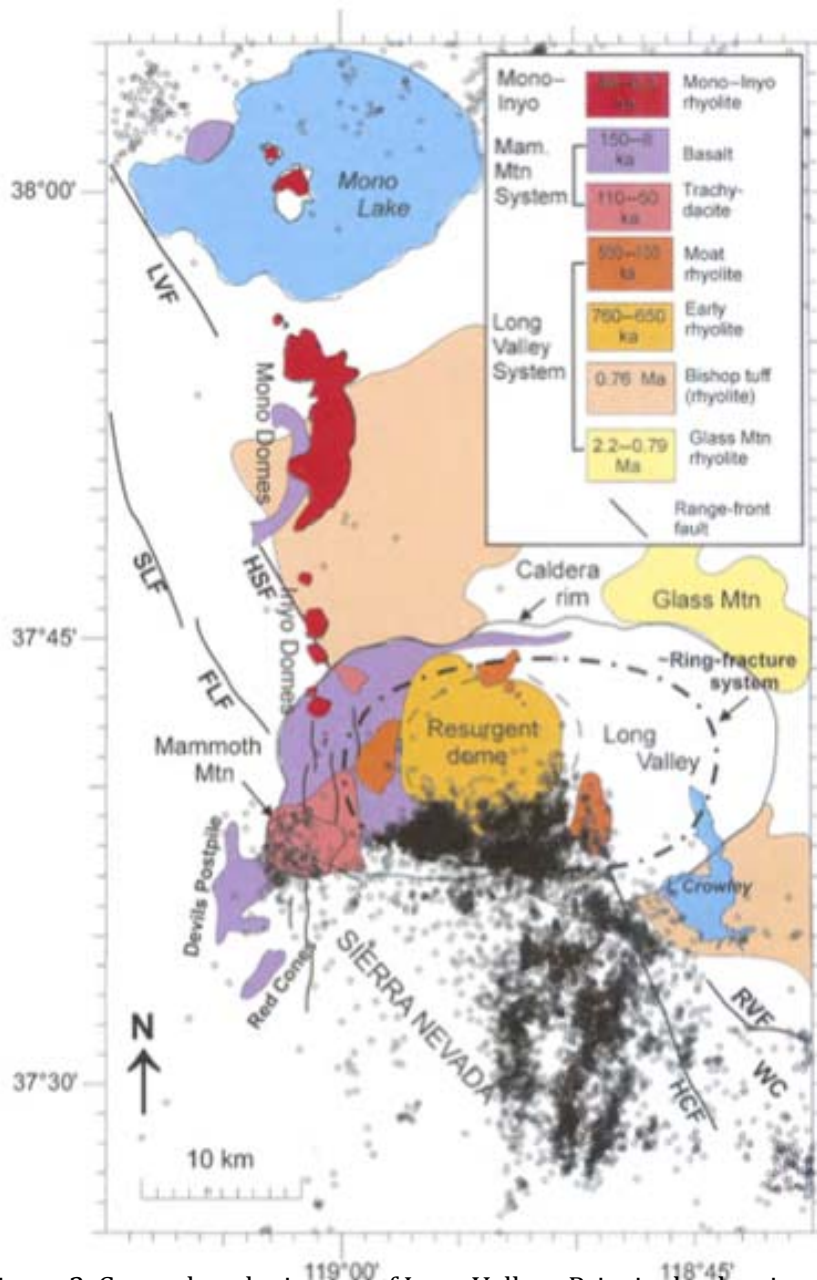 38°00'
37°45'
37°30'
119°00'
118°45'
Mono
Lake
LVF
Mono Domes
SLF
HSF
Inyo Domes
FLF
Mammoth
Mtn
Devils Postpile
Red Cones
SIERRA NEVADA
Caldera
rim
Glass Mtn
~Ring-fracture
system
Resurgent
dome
Long
Valley
L Crowley
RVF
WC
HCF
N
10 km
Mono–
Inyo
Mono–Inyo
rhyolite
Mam.
Mtn
System
150–8
ka
Basalt
110–50
ka
Trachy-
dacite
Long
Valley
System
ka
Moat
rhyolite
760–650
ka
Early
rhyolite
0.76 Ma
Bishop tuff
(rhyolite)
2.2–0.79
Ma
Glass Mtn
rhyolite
Range-front
fault